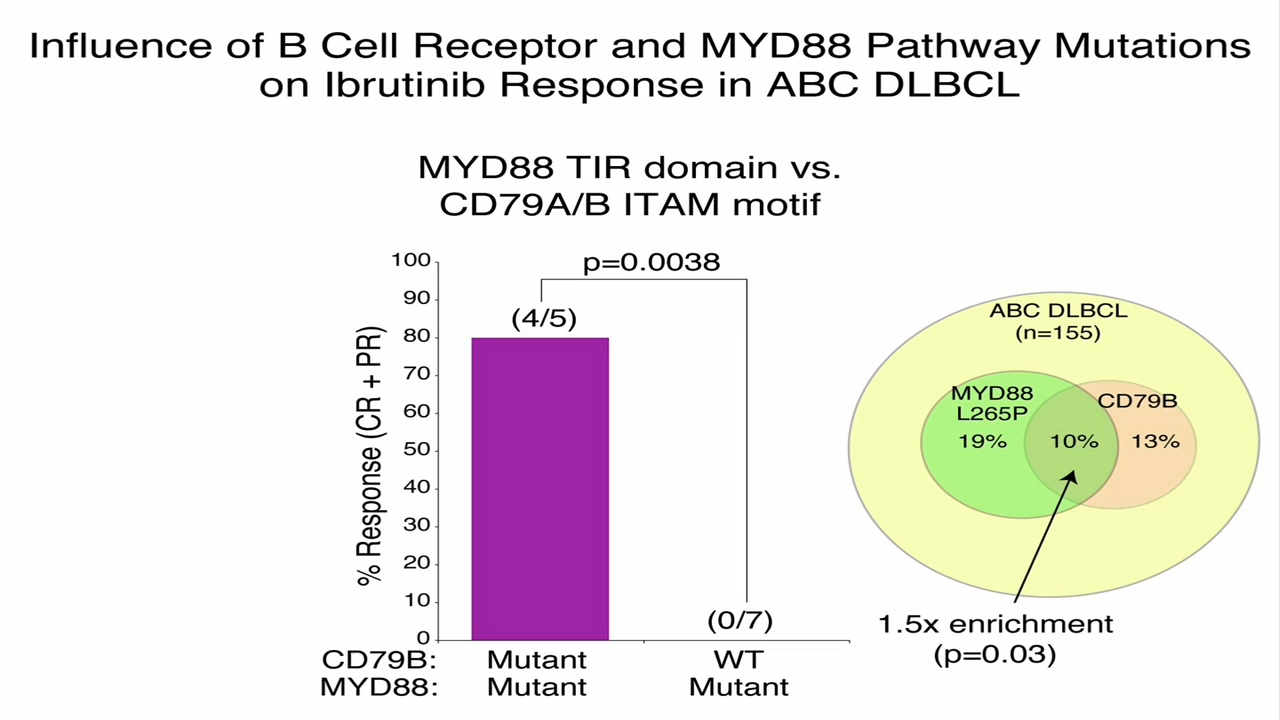 Influence of B Cell Receptor and MYD88 Pathway Mutations
on Ibrutinib Response in ABC DLBCL
MYD88 TIR domain vs.
CD79A/B ITAM motif
% Response (CR + PR)
100
90
80
70
60
50
40
30
20
10
0
p=0.0038
(4/5)
(0/7)
CD79B: Mutant WT
MYD88: Mutant Mutant
ABC DLBCL
(n=155)
MYD88
L265P
CD79B
19% 10% 13%
1.5x enrichment
(p=0.03)